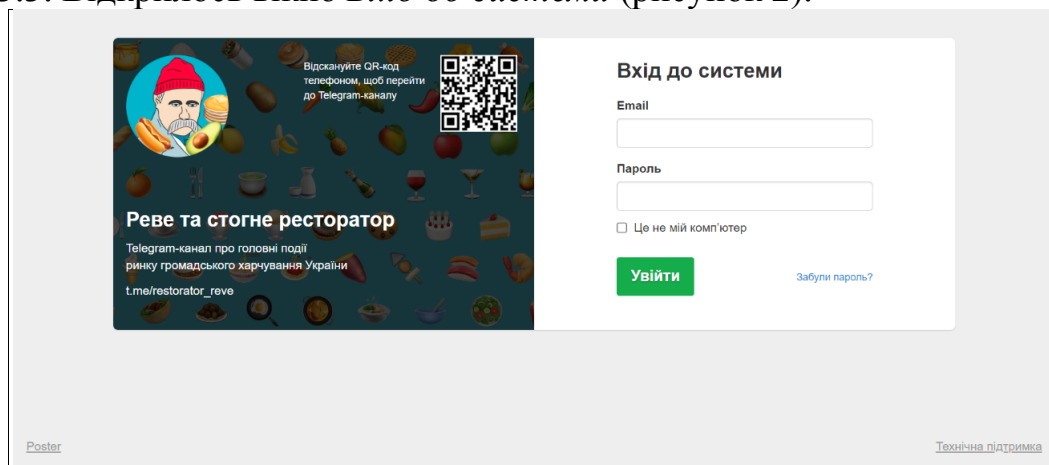 Відскануйте QR-код
телефоном, щоб перейти
до Telegram-каналу
Реве та стогне ресторатор
Telegram-канал про головні події
ринку громадського харчування України
t.me/restorator_reve
Вхід до системи
Email
Пароль
Це не мій комп'ютер
Увійти
Забули пароль?
Poster
Технічна підтримка